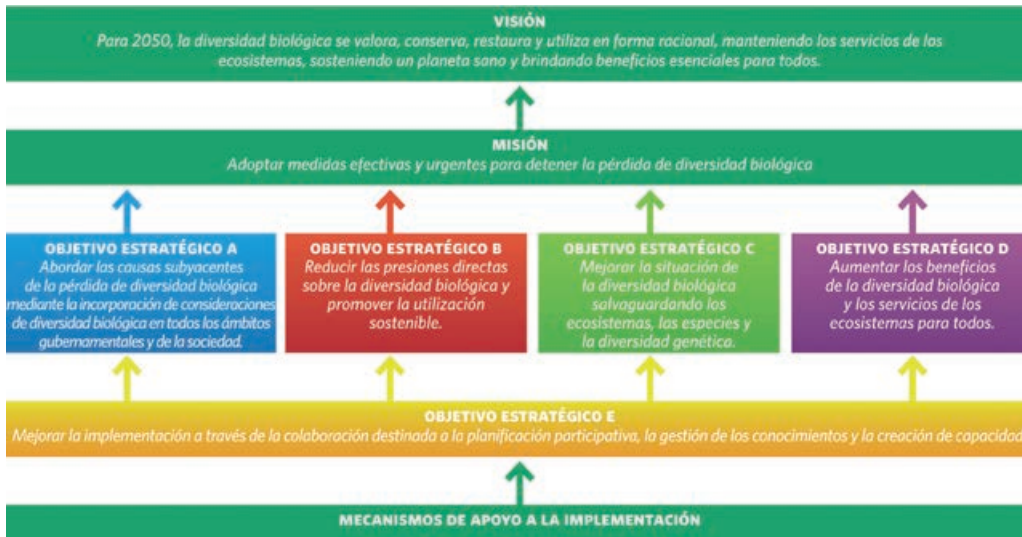 VISIÓN
Para 2050, la diversidad biológica se valora, conserva, restaura y utiliza en forma racional, manteniendo los servicios de los
ecosistemas, sosteniendo un planeta sano y brindando beneficios esenciales para todos.
MISIÓN
Adoptar medidas efectivas y urgentes para detener la pérdida de diversidad biológica
OBJETIVO ESTRATÉGICO A
Abordar las causas subyacentes
de la pérdida de diversidad biológica
mediante la incorporación de consideraciones
de diversidad biológica en todos los ámbitos
gubernamentales y de la sociedad.
OBJETIVO ESTRATÉGICO B
Reducir las presiones directas
sobre la diversidad biológica y
promover la utilización
sostenible.
OBJETIVO ESTRATÉGICO C
Mejorar la situación de
la diversidad biológica
salvaguardando los
ecosistemas, las especies y
la diversidad genética.
OBJETIVO ESTRATÉGICO D
Aumentar los beneficios
de la diversidad biológica
y los servicios de los
ecosistemas para todos.
OBJETIVO ESTRATÉGICO E
Mejorar la implementación a través de la colaboración destinada a la planificación participativa, la gestión de los conocimientos y la creación de capacidad
MECANISMOS DE APOYO A LA IMPLEMENTACIÓN